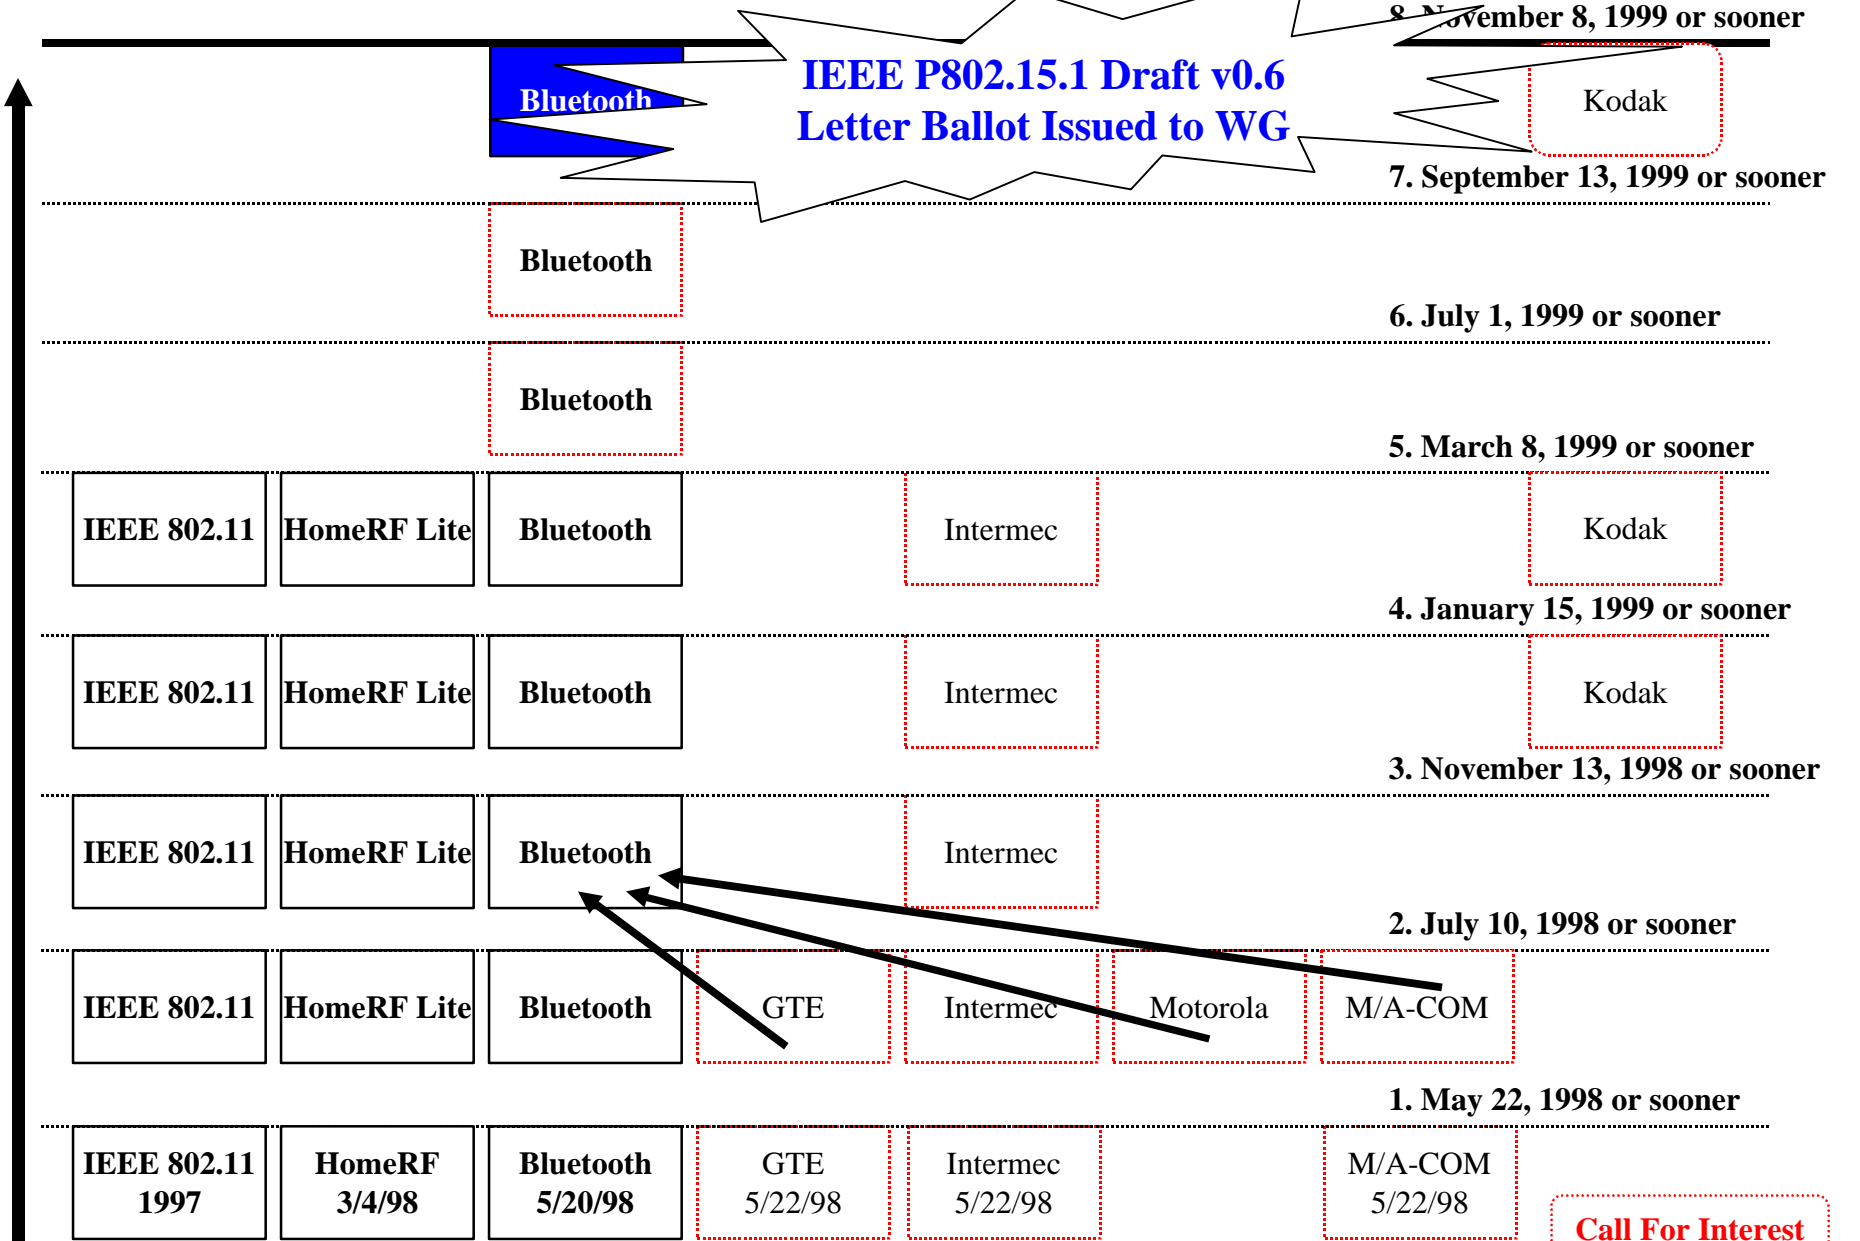 8. November 8, 1999 or sooner
IEEE P802.15.1 Draft v0.6
Letter Ballot Issued to WG
Bluetooth
Kodak
7. September 13, 1999 or sooner
Bluetooth
6. July 1, 1999 or sooner
Bluetooth
5. March 8, 1999 or sooner
IEEE 802.11 HomeRF Lite Bluetooth Intermec Kodak
4. January 15, 1999 or sooner
IEEE 802.11 HomeRF Lite Bluetooth Intermec Kodak
3. November 13, 1998 or sooner
IEEE 802.11 HomeRF Lite Bluetooth Intermec
2. July 10, 1998 or sooner
IEEE 802.11 HomeRF Lite Bluetooth GTE Intermec Motorola M/A-COM
1. May 22, 1998 or sooner
IEEE 802.11 HomeRF Bluetooth GTE Intermec M/A-COM
1997 3/4/98 5/20/98 5/22/98 5/22/98 5/22/98
Call For Interest